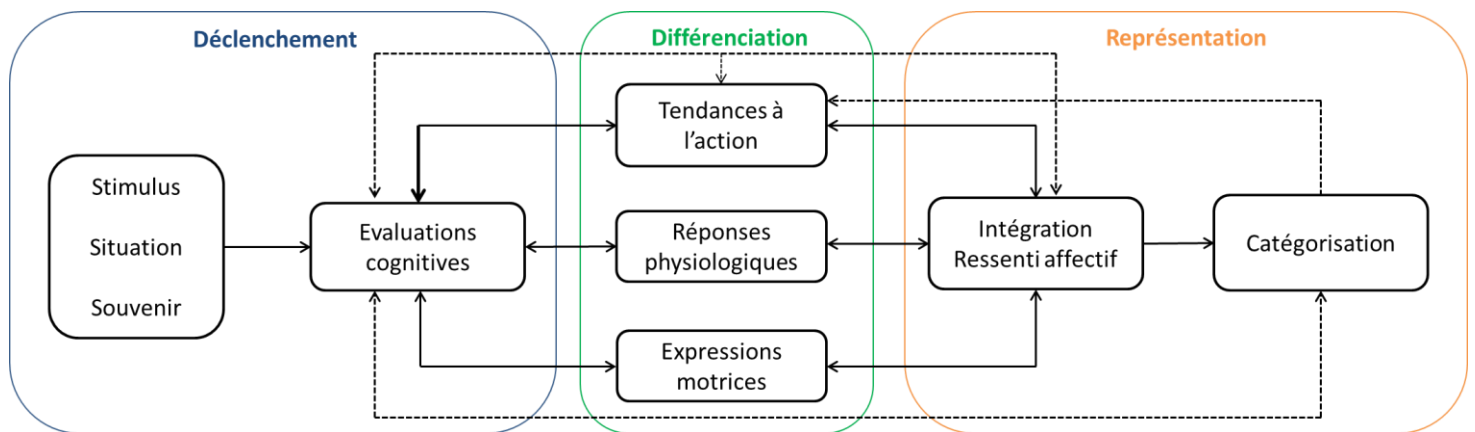 Déclenchement
Différenciation
Représentation
Stimulus
Situation
Souvenir
Evaluations
cognitives
Tendances à
l’action
Réponses
physiologiques
Expressions
motrices
Intégration
Ressenti affectif
Catégorisation